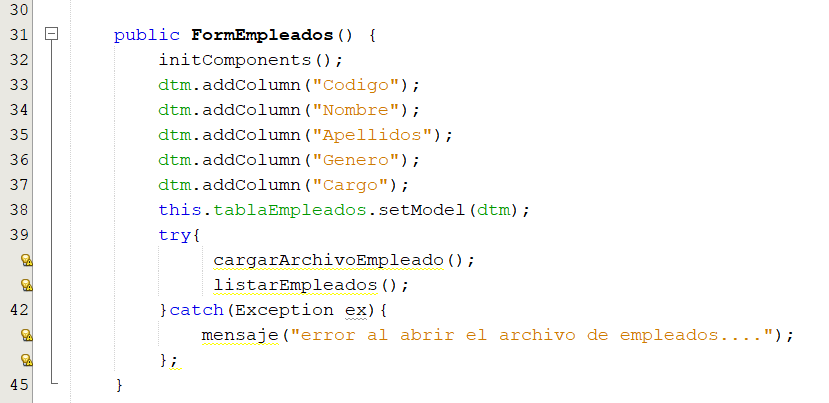 30
31 public FormEmpleados() {
32 initComponents();
33 dtm.addColumn("Codigo");
34 dtm.addColumn("Nombre");
35 dtm.addColumn("Apellidos");
36 dtm.addColumn("Genero");
37 dtm.addColumn("Cargo");
38 this.tablaEmpleados.setModel(dtm);
39 try{
cargarArchivoEmpleado();
listarEmpleados();
42 }catch(Exception ex){
mensaje("error al abrir el archivo de empleados....");
};
45 }